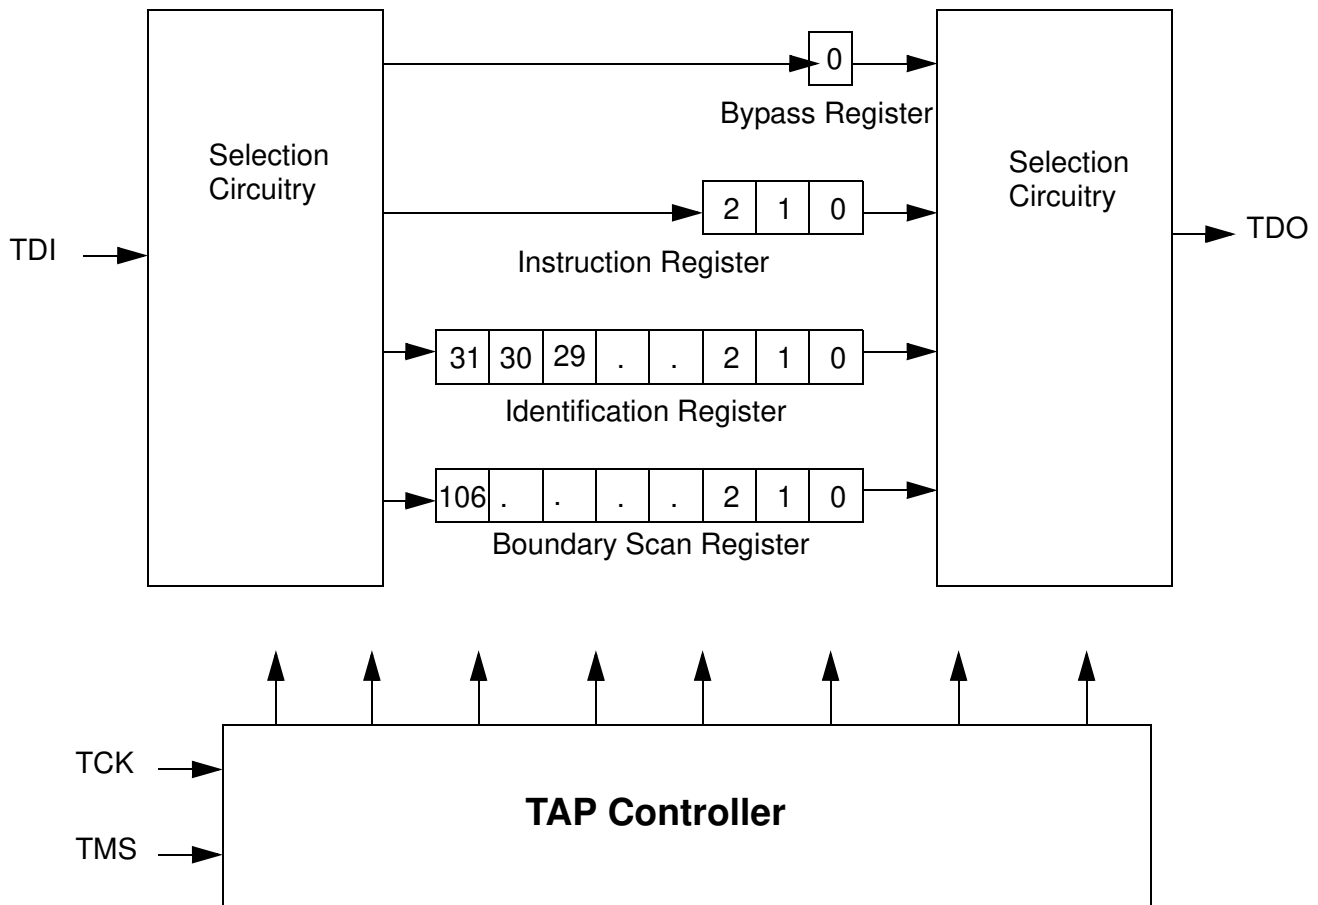 0
Bypass Register
Selection
Circuitry
Selection
Circuitry
2 1 0
TDI
TDO
Instruction Register
31 30 29 . . 2 1 0
Identification Register
106 . . . . 2 1 0
Boundary Scan Register
TCK
TAP Controller
TMS